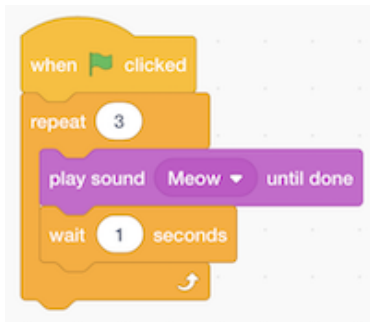 when clicked
repeat 3
play sound Meow until done
wait 1 seconds